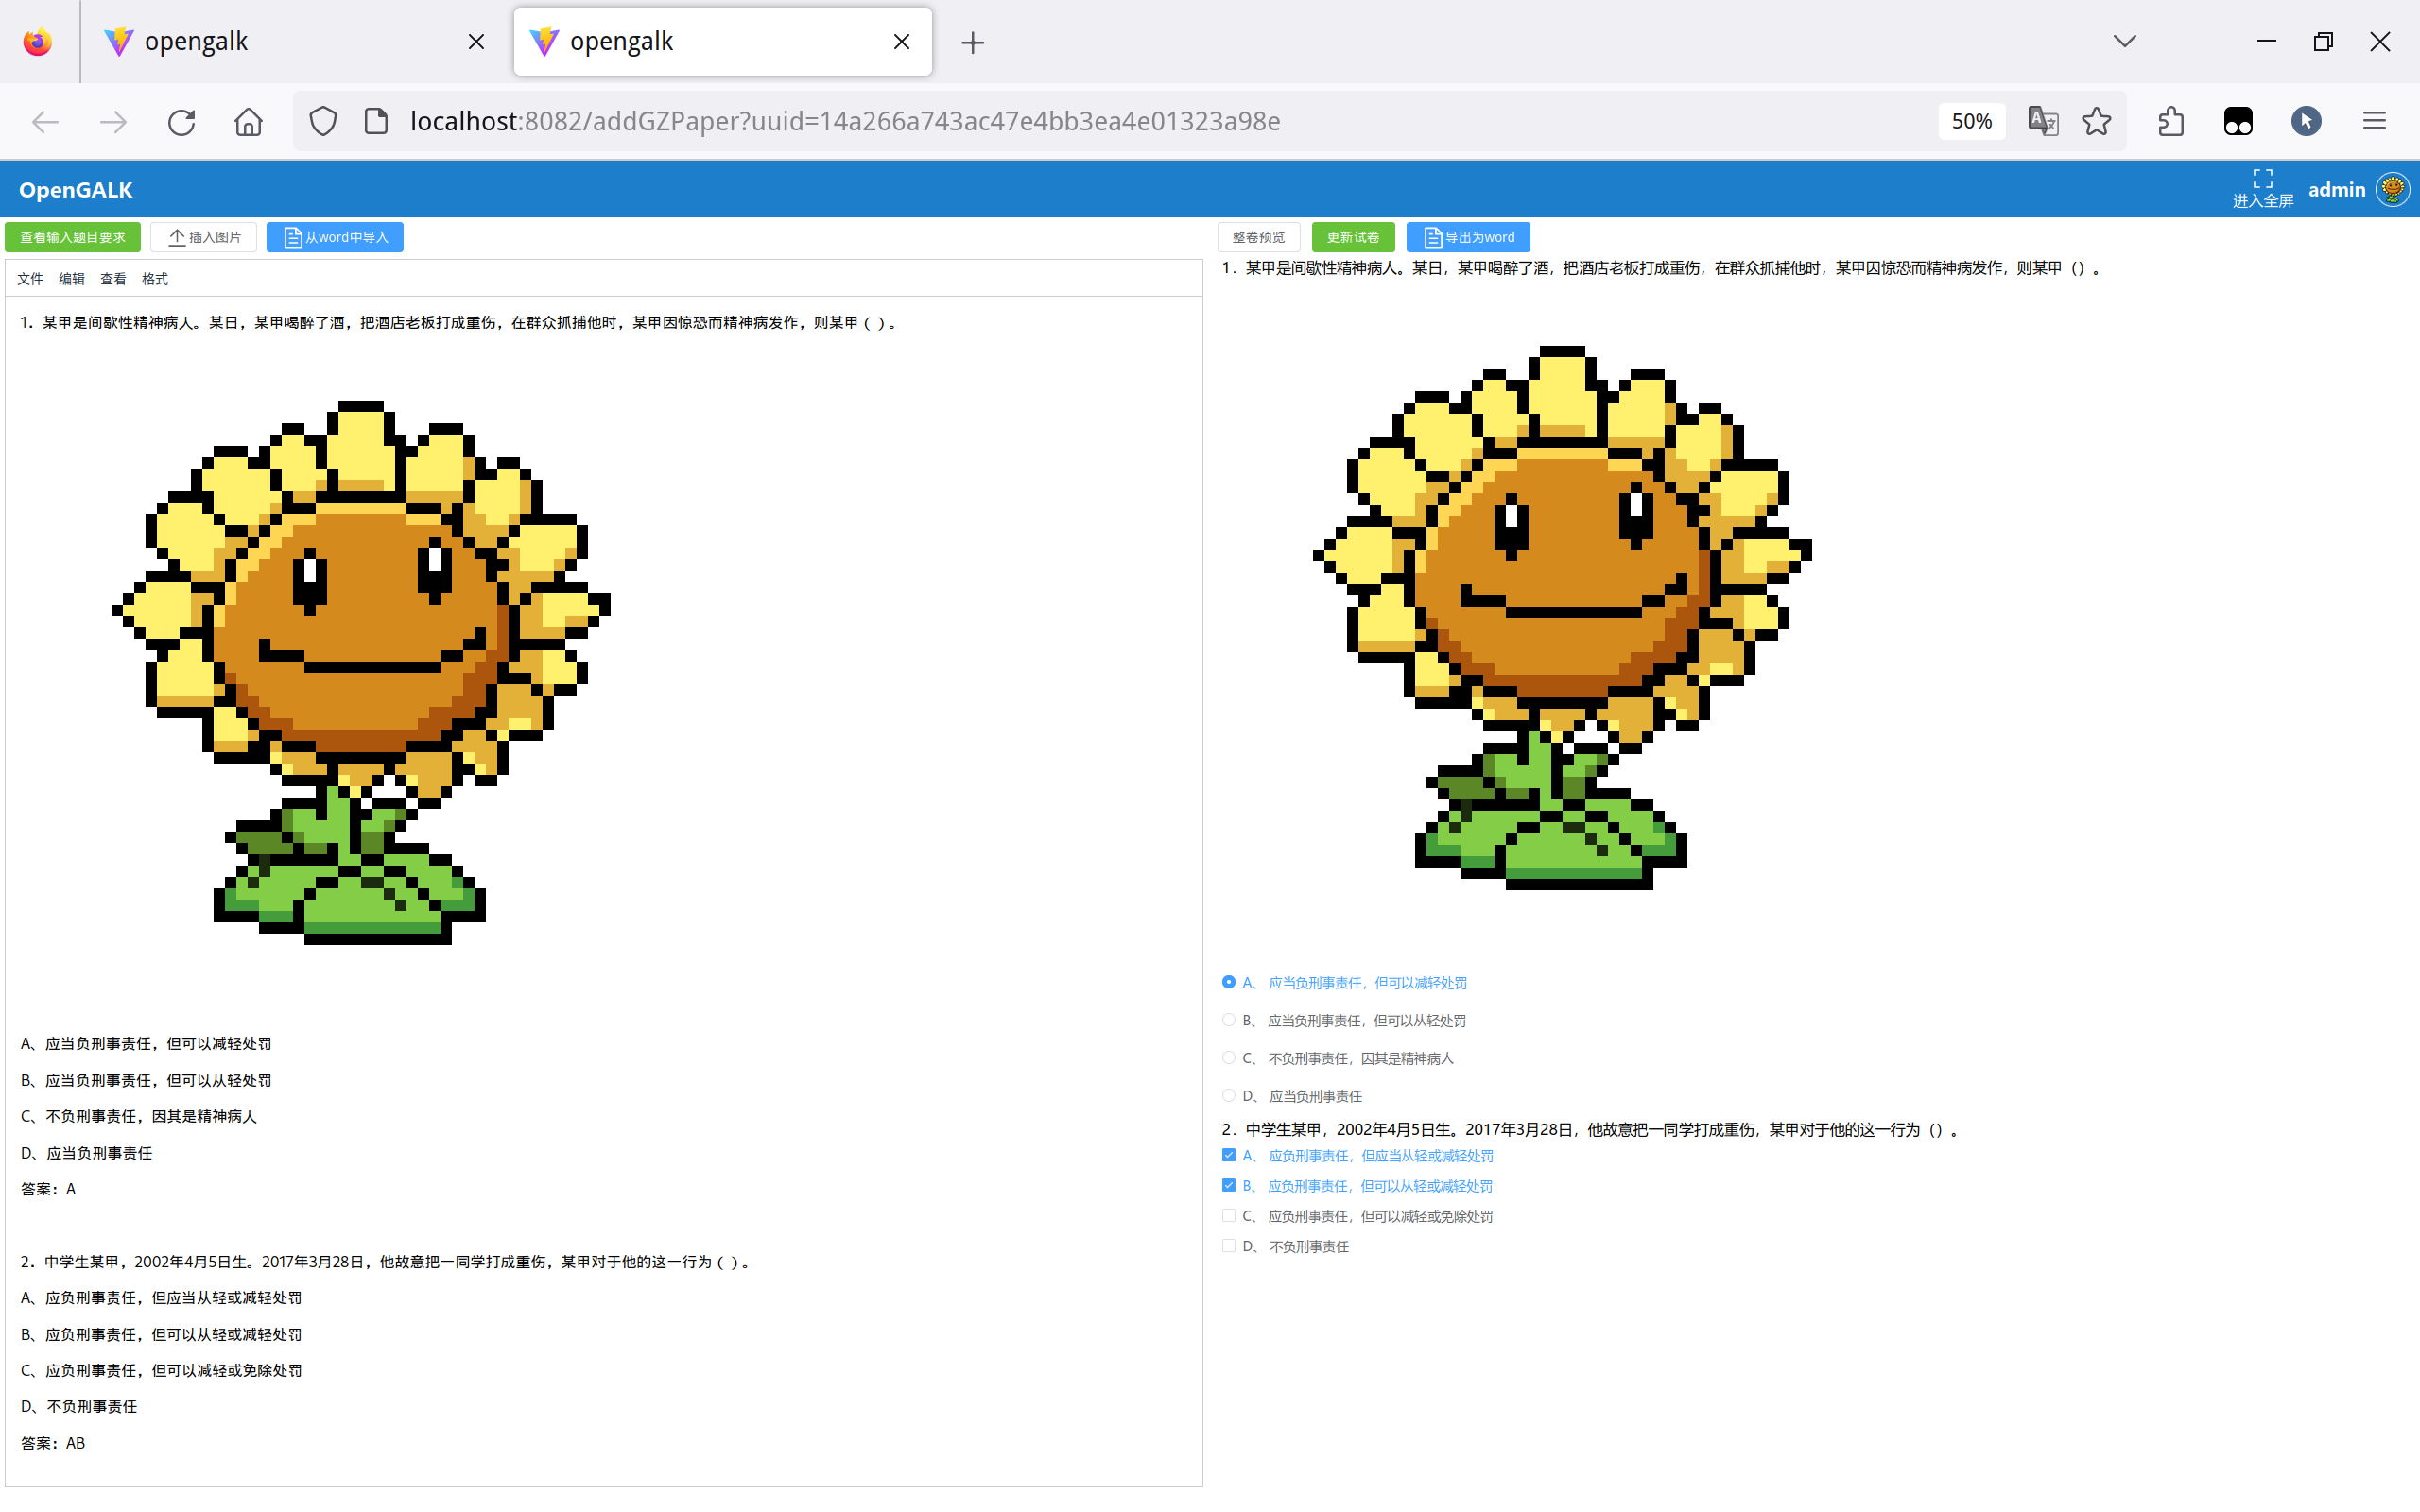 opengalk
opengalk
localhost:8082/addGZPaper?uuid=14a266a743ac47e4bb3ea4e01323a98e
50%
OpenGALK
进入全屏
admin
查看输入题目要求
插入图片
从word中导入
文件 编辑 查看 格式
1. 某甲是间歇性精神病人。某日，某甲喝醉了酒，把酒店老板打成重伤，在群众抓捕他时，某甲因惊恐而精神病发作，则某甲 ( ) 。
A、应当负刑事责任，但可以减轻处罚
B、应当负刑事责任，但可以从轻处罚
C、不负刑事责任，因其是精神病人
D、应当负刑事责任
答案：A
2. 中学生某甲，2002年4月5日生。2017年3月28日，他故意把一同学打成重伤，某甲对于他的这一行为 ( ) 。
A、应负刑事责任，但应当从轻或减轻处罚
B、应负刑事责任，但可以从轻或减轻处罚
C、应负刑事责任，但可以减轻或免除处罚
D、不负刑事责任
答案：AB
整卷预览
更新试卷
导出为word
1. 某甲是间歇性精神病人。某日，某甲喝醉了酒，把酒店老板打成重伤，在群众抓捕他时，某甲因惊恐而精神病发作，则某甲（）。
A、 应当负刑事责任，但可以减轻处罚
B、 应当负刑事责任，但可以从轻处罚
C、 不负刑事责任，因其是精神病人
D、 应当负刑事责任
2. 中学生某甲，2002年4月5日生。2017年3月28日，他故意把一同学打成重伤，某甲对于他的这一行为（）。
A、 应负刑事责任，但应当从轻或减轻处罚
B、 应负刑事责任，但可以从轻或减轻处罚
C、 应负刑事责任，但可以减轻或免除处罚
D、 不负刑事责任